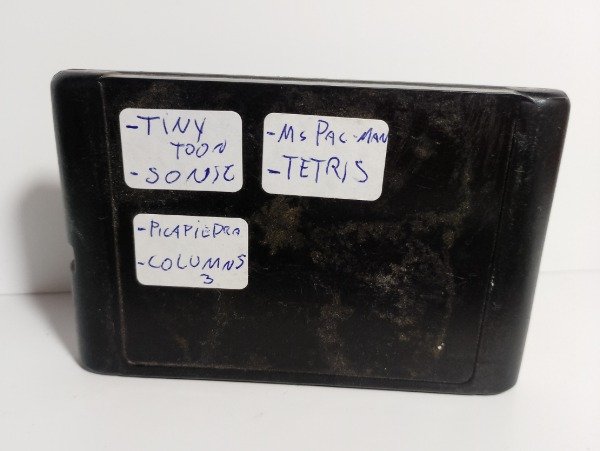 -TINY
TOON
-SONIC
-Ms PAC-MAN
-TETRIS
-PICAPIEDRA
-COLUMNS
3